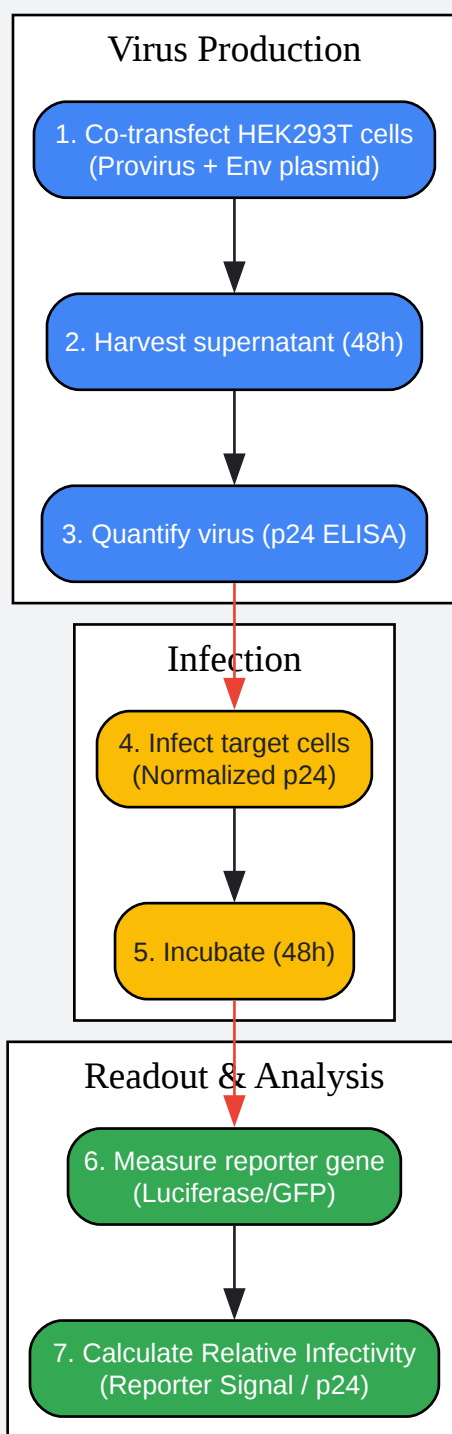 Virus Production
1. Co-transfect HEK293T cells
(Provirus + Env plasmid)
2. Harvest supernatant (48h)
3. Quantify virus (p24 ELISA)
Infection
4. Infect target cells
(Normalized p24)
5. Incubate (48h)
Readout & Analysis
6. Measure reporter gene
(Luciferase/GFP)
7. Calculate Relative Infectivity
(Reporter Signal / p24)